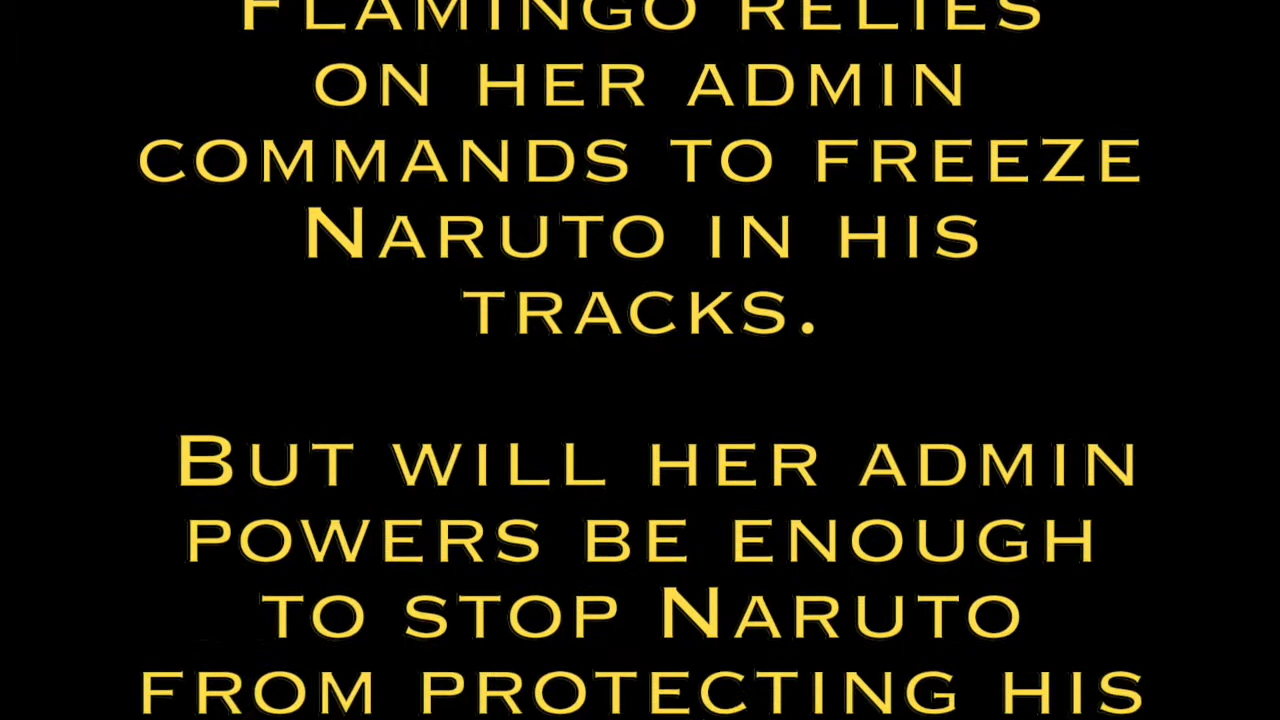 Flamingo relies
on her admin
commands to freeze
Naruto in his
tracks.
But will her admin
powers be enough
to stop Naruto
from protecting his